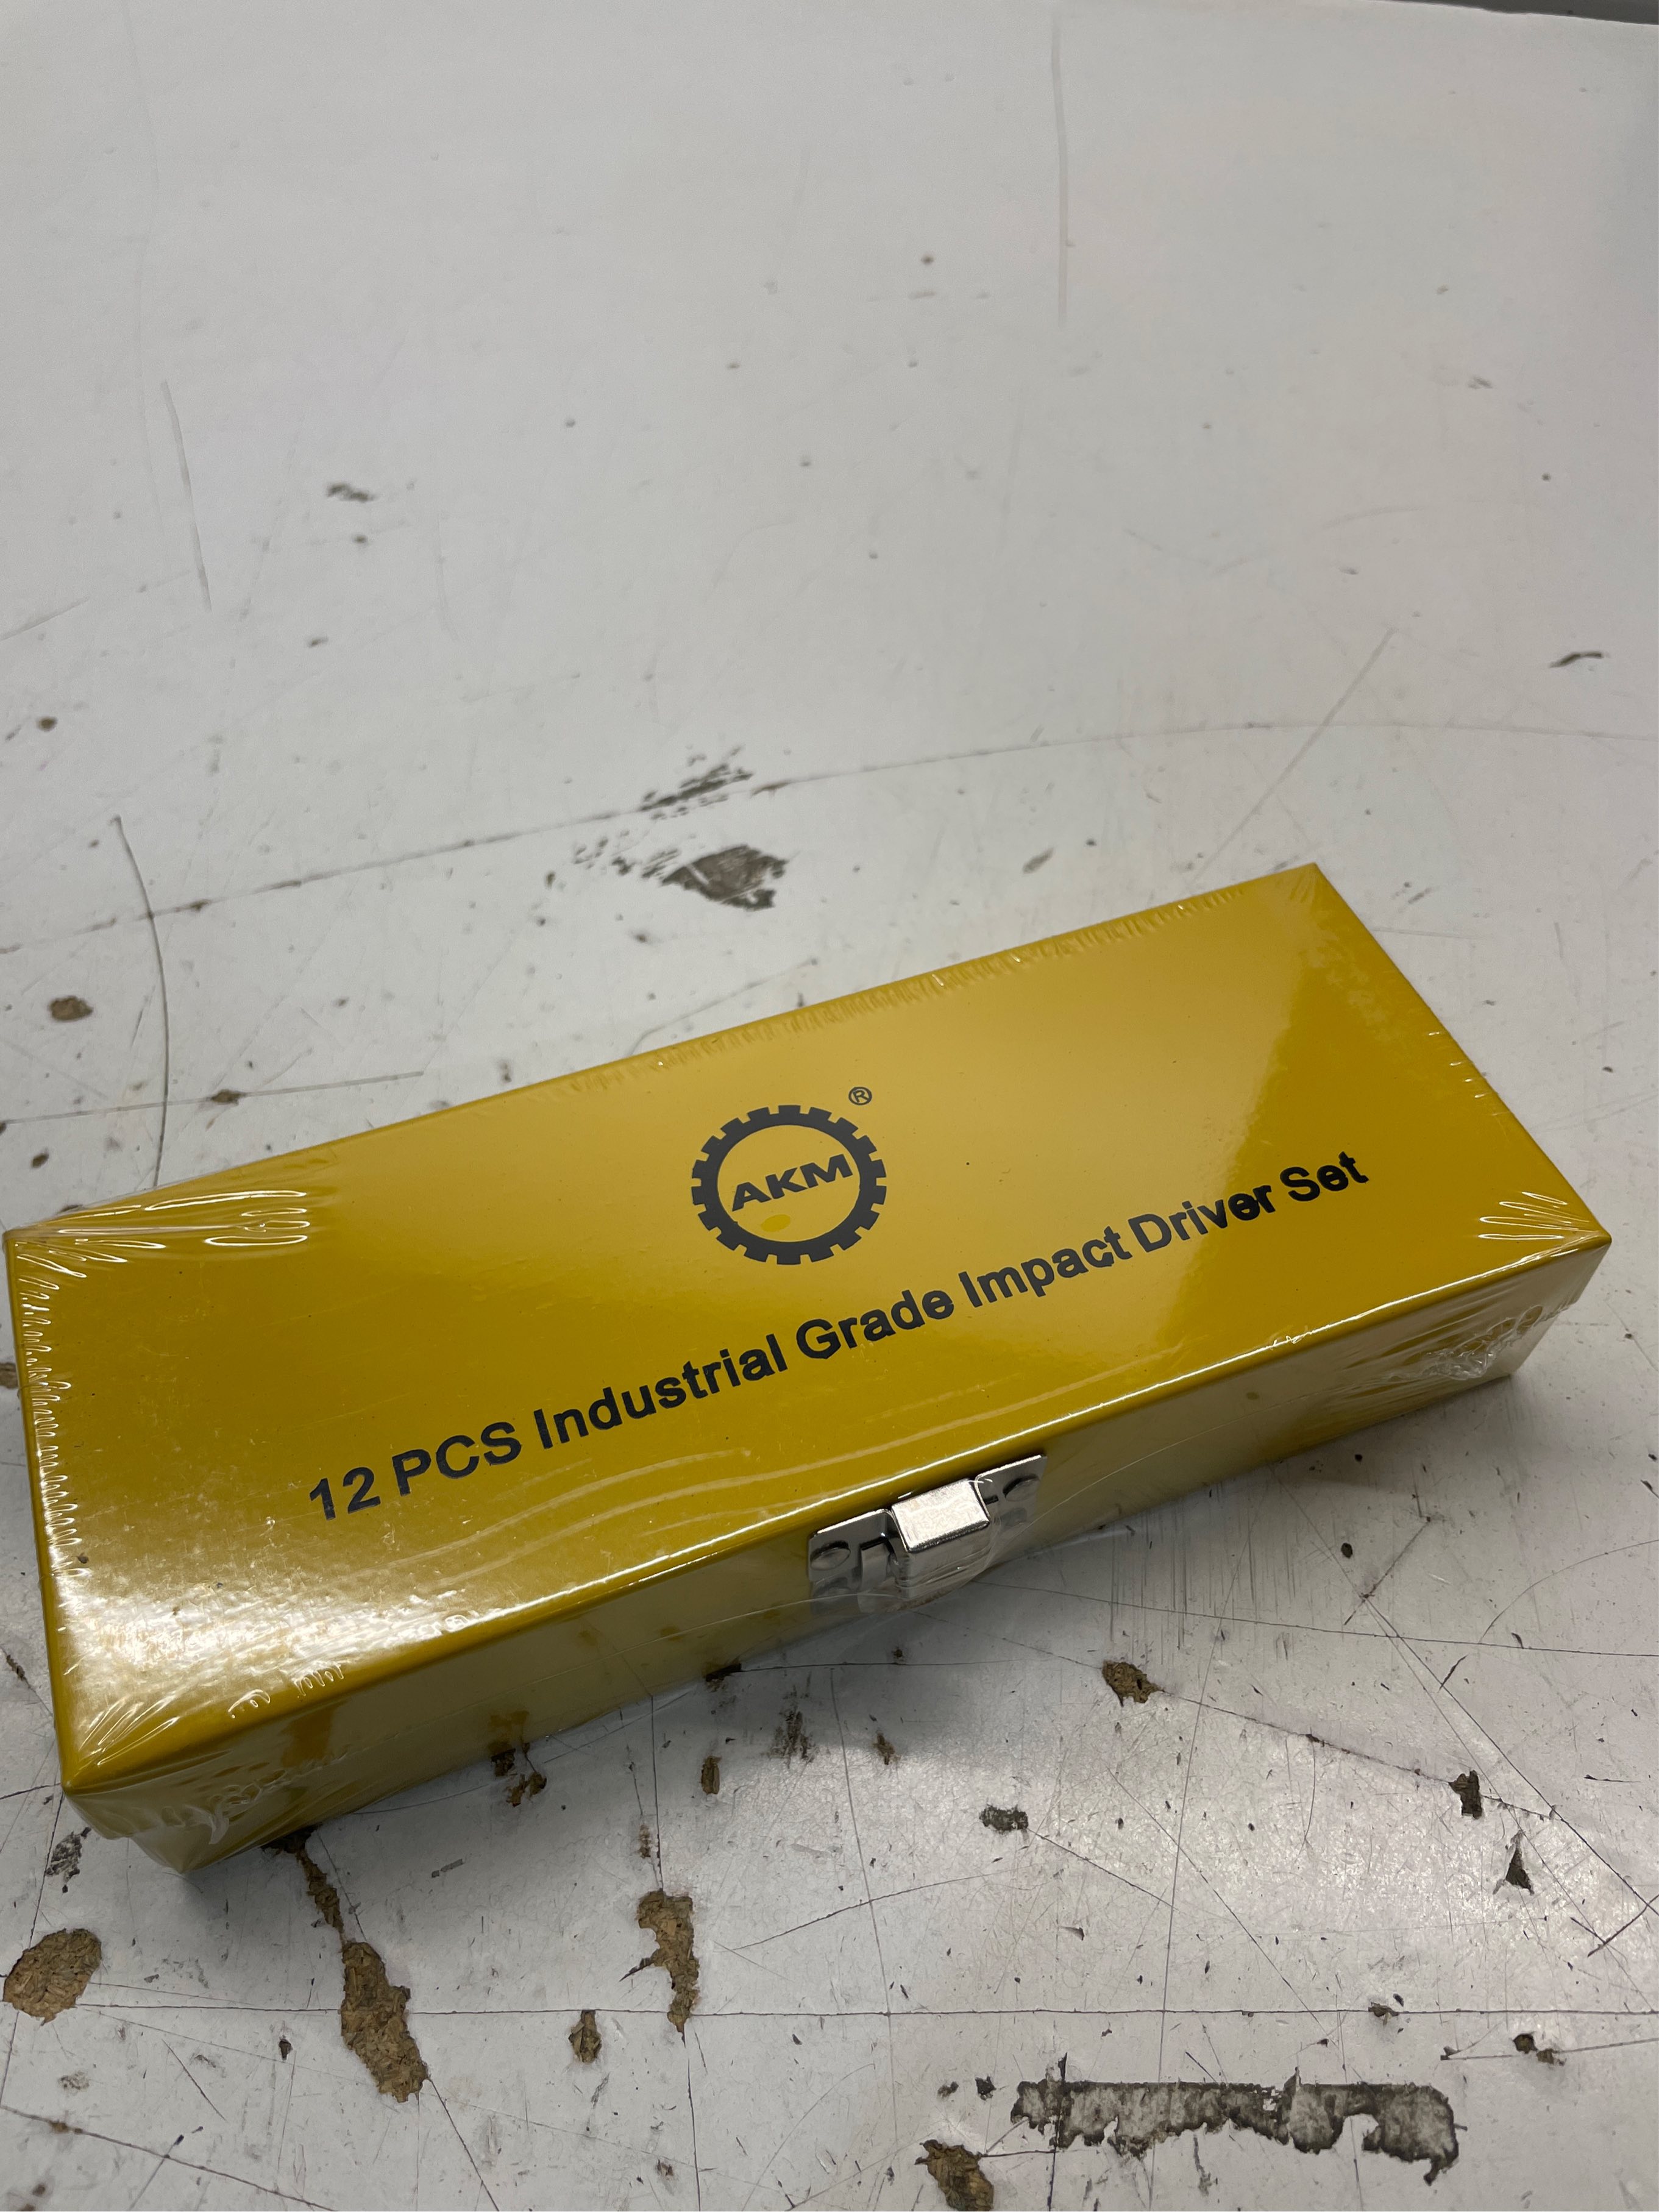 AKM®
12 PCS Industrial Grade Impact Driver Set